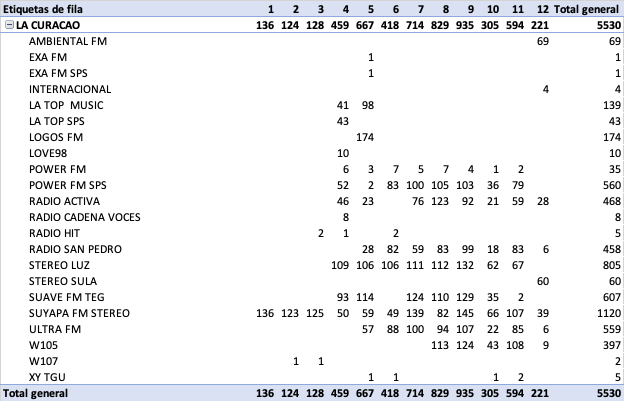 Etiquetas de fila 1 2 3 4 5 6 7 8 9 10 11 12 Total general
LA CURACAO 136 124 128 459 667 418 714 829 935 305 594 221 5530
AMBIENTAL FM 69 69
EXA FM 1 1
EXA FM SPS 1 1
INTERNACIONAL 4 4
LA TOP MUSIC 41 98 139
LA TOP SPS 43 43
LOGOS FM 174 174
LOVE98 10 10
POWER FM 6 3 7 5 7 4 1 2 35
POWER FM SPS 52 2 83 100 105 103 36 79 560
RADIO ACTIVA 46 23 76 123 92 21 59 28 468
RADIO CADENA VOCES 8 8
RADIO HIT 2 1 2 5
RADIO SAN PEDRO 28 82 59 83 99 18 83 6 458
STEREO LUZ 109 106 106 111 112 132 62 67 805
STEREO SULA 60 60
SUAVE FM TEG 93 114 124 110 129 35 2 607
SUYAPA FM STEREO 136 123 125 50 59 49 139 82 145 66 107 39 1120
ULTRA FM 57 88 100 94 107 22 85 6 559
W105 113 124 43 108 9 397
W107 1 1 2
XY TGU 1 1 1 2 5
Total general 136 124 128 459 667 418 714 829 935 305 594 221 5530